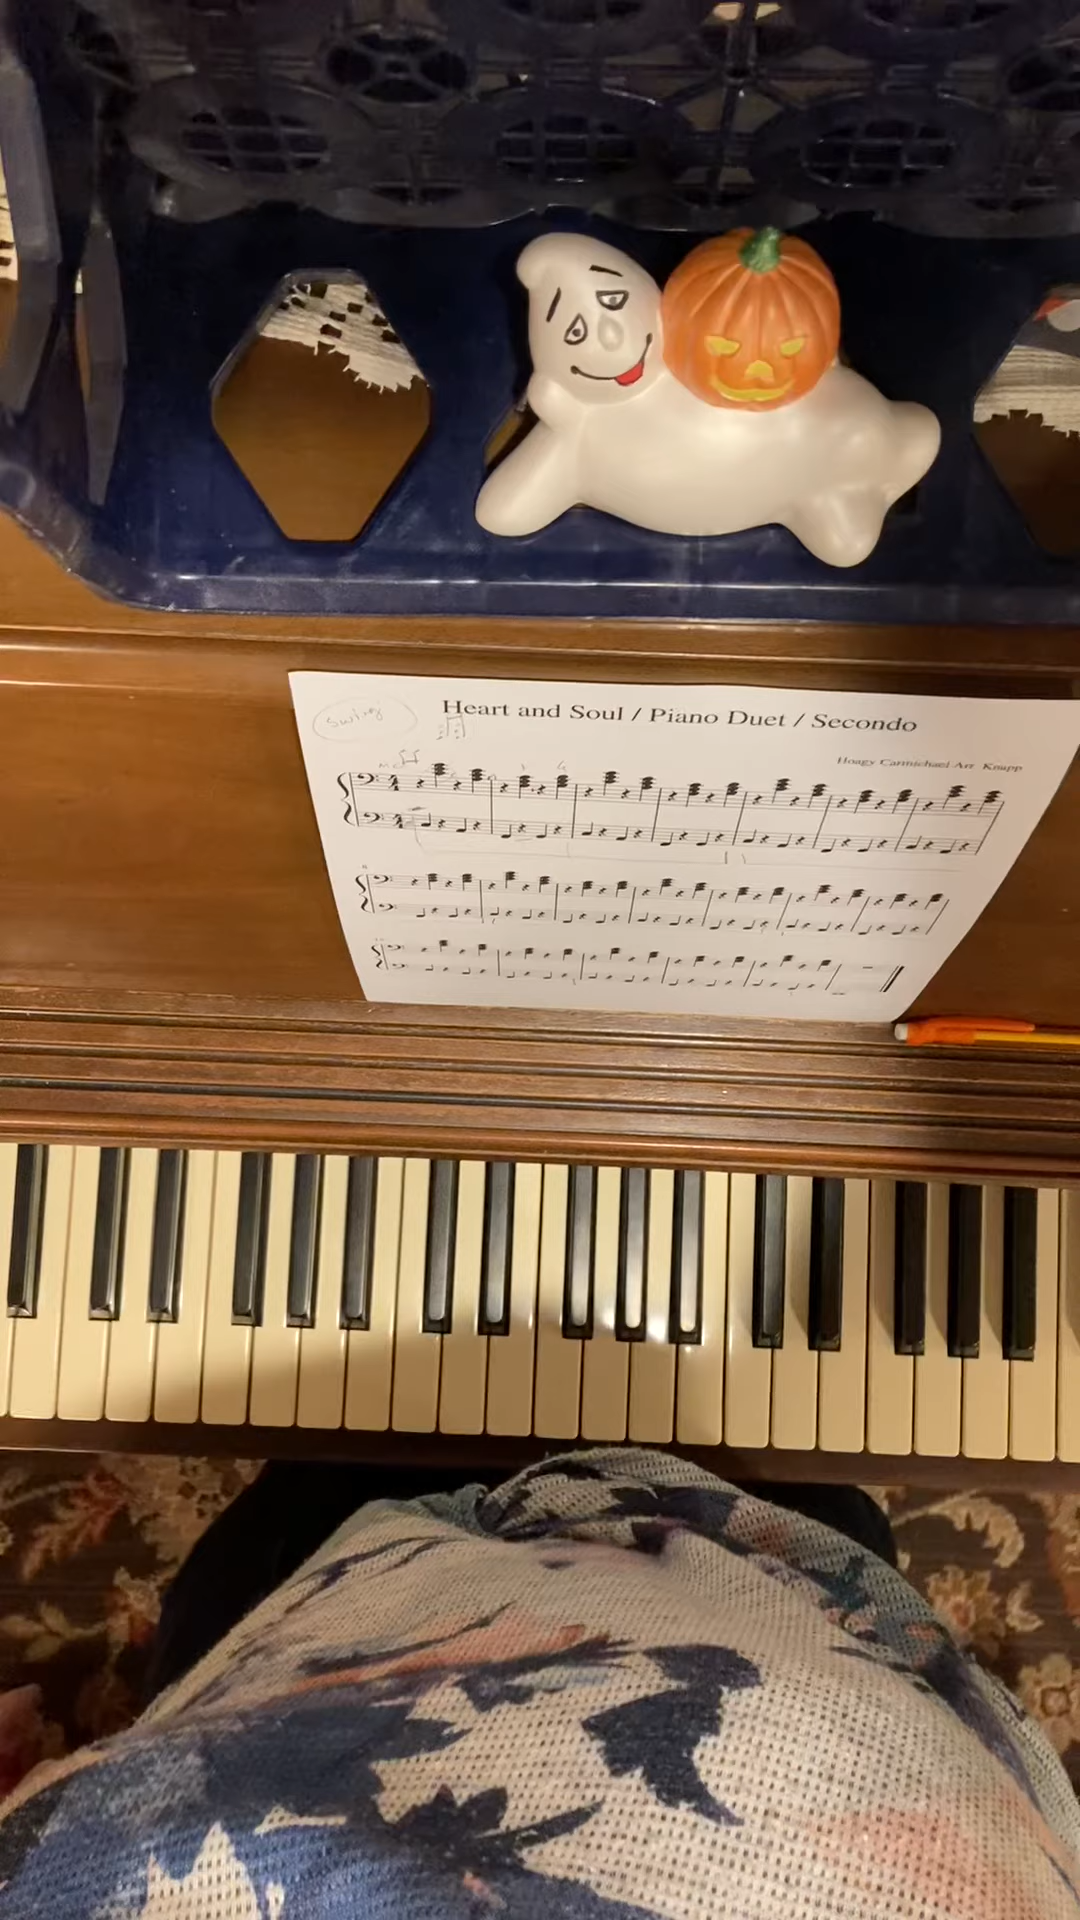 Swing
Heart and Soul / Piano Duet / Secondo
Hoagy Carmichael Arr. Knapp